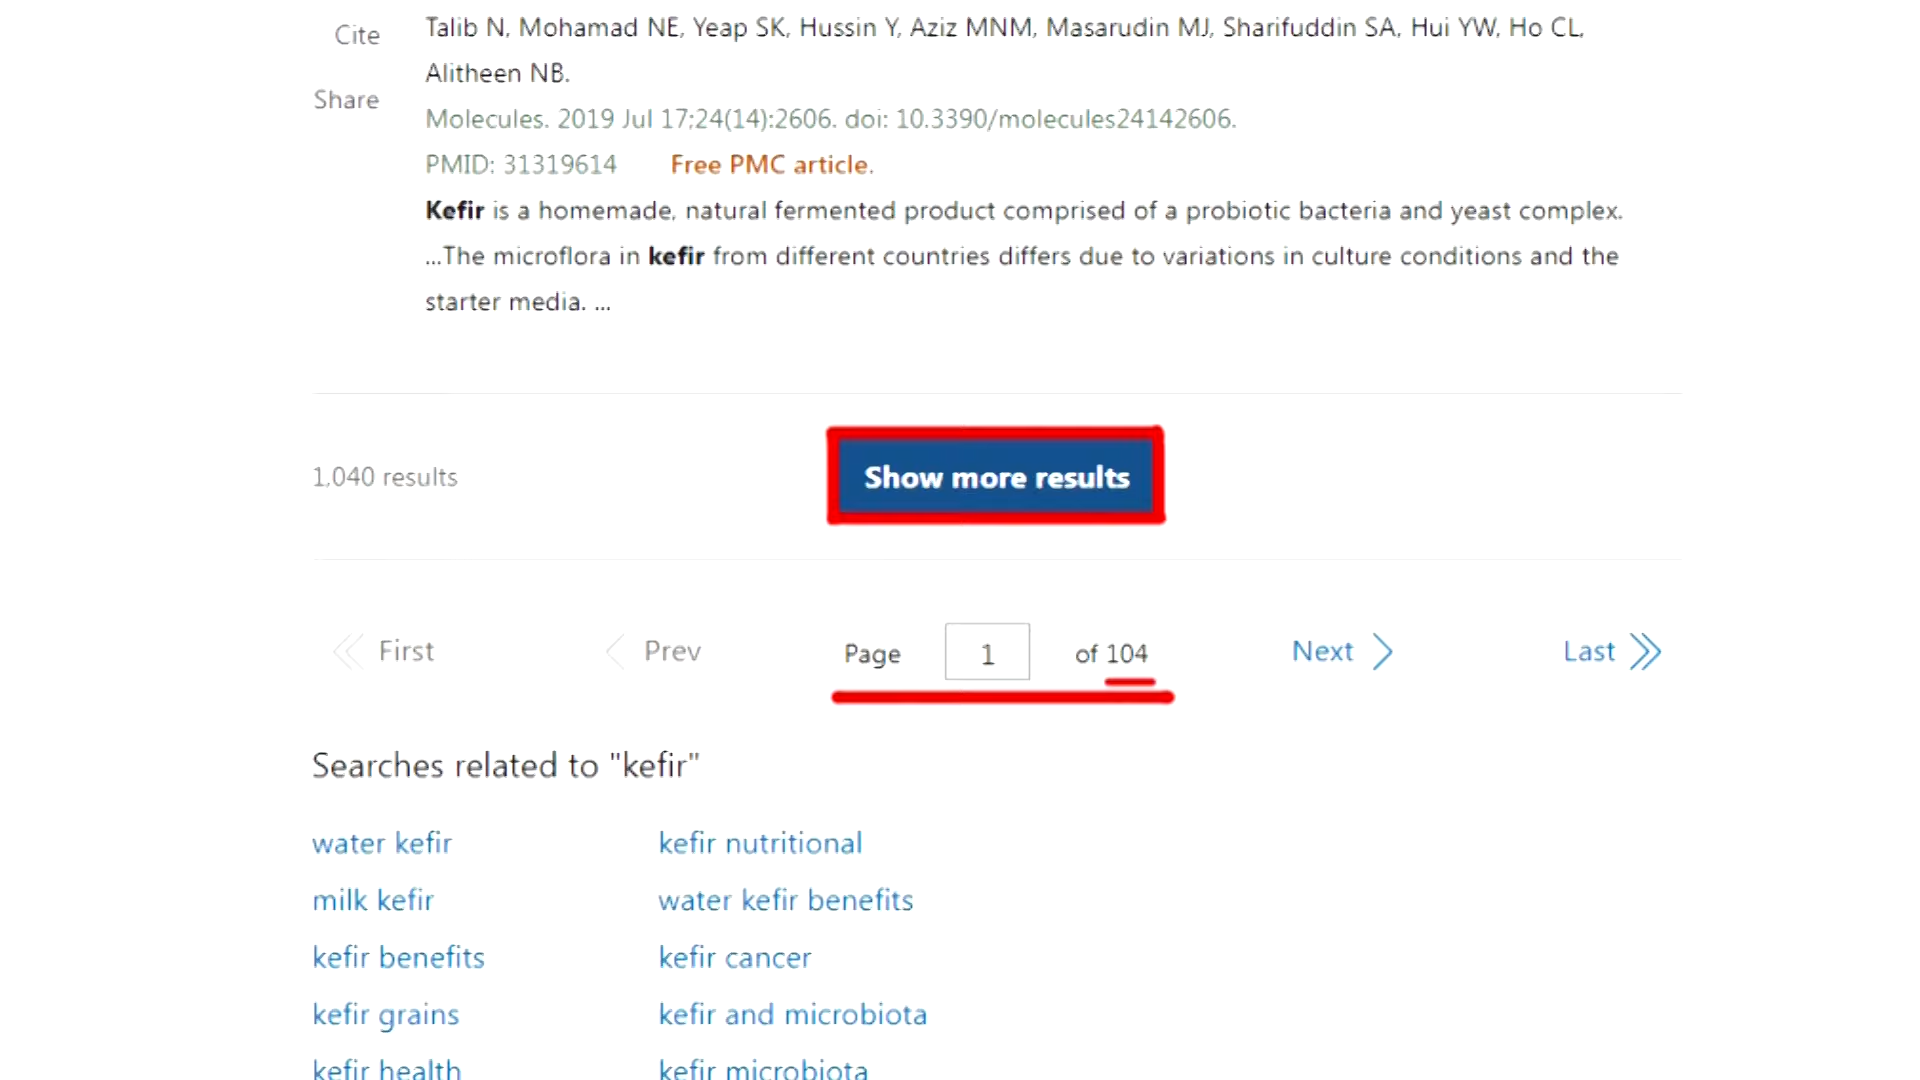 Cite
Share
Talib N, Mohamad NE, Yeap SK, Hussin Y, Aziz MNM, Masarudin MJ, Sharifuddin SA, Hui YW, Ho CL,
Alitheen NB.
Molecules. 2019 Jul 17;24(14):2606. doi: 10.3390/molecules24142606.
PMID: 31319614 Free PMC article.
Kefir is a homemade, natural fermented product comprised of a probiotic bacteria and yeast complex.
...The microflora in kefir from different countries differs due to variations in culture conditions and the
starter media. ...
1,040 results
Show more results
First Prev Page 1 of 104 Next Last
Searches related to "kefir"
water kefir
milk kefir
kefir benefits
kefir grains
kefir health
kefir nutritional
water kefir benefits
kefir cancer
kefir and microbiota
kefir microbiota